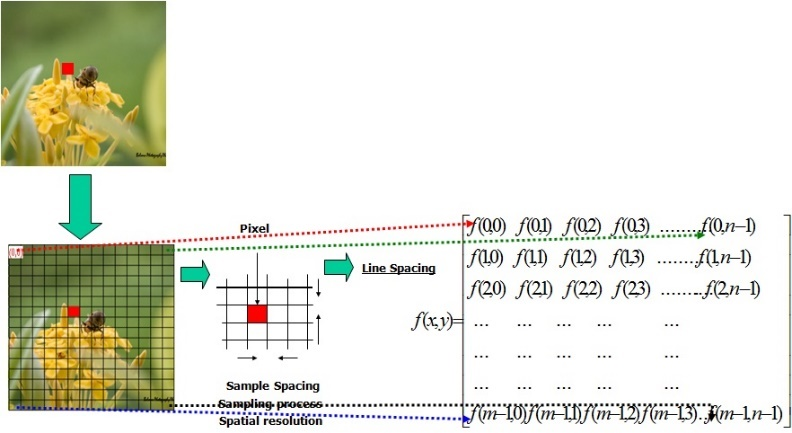 Pixel
Line Spacing
Sample Spacing
Sampling process
Spatial resolution
f(0,0) f(0,1) f(0,2) f(0,3) ........f(0,n−1)
f(1,0) f(1,1) f(1,2) f(1,3) ........f(1,n−1)
f(2,0) f(2,1) f(2,2) f(2,3) ........f(2,n−1)
f(x,y)= ... ... ... ... ...
... ... ... ... ...
... ... ... ... ...
f(m−1,0) f(m−1,1) f(m−1,2) f(m−1,3)..f(m−1,n−1)